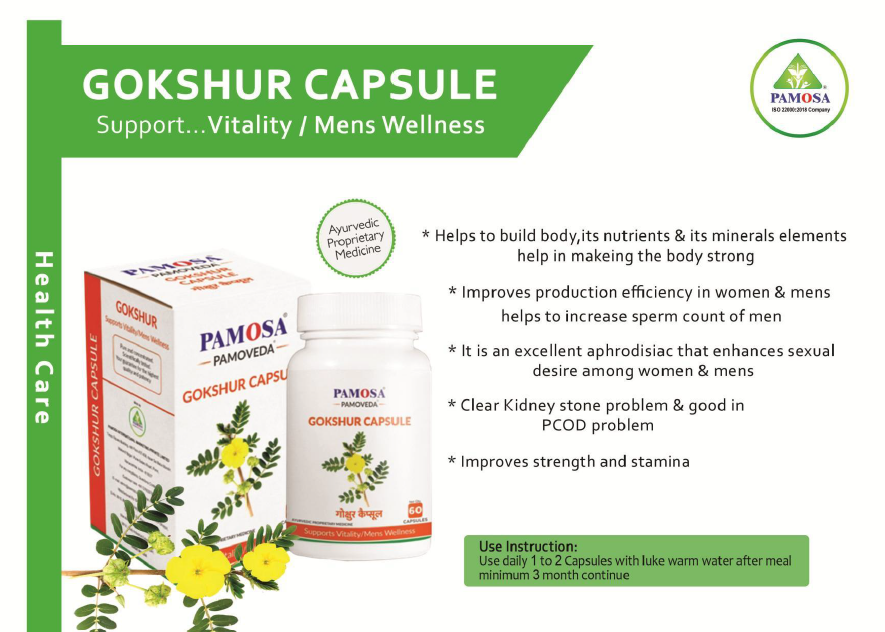 GOKSHUR CAPSULE
Support...Vitality / Mens Wellness
PAMOSA
ISO 22000:2018 Company
Health Care
Ayurvedic
Proprietary
Medicine
* Helps to build body,its nutrients & its minerals elements
help in makeing the body strong
* Improves production efficiency in women & mens
helps to increase sperm count of men
* It is an excellent aphrodisiac that enhances sexual
desire among women & mens
* Clear Kidney stone problem & good in
PCOD problem
* Improves strength and stamina
Use Instruction:
Use daily 1 to 2 Capsules with luke warm water after meal
minimum 3 month continue
PAMOSA
PAMOVEDA
GOKSHUR
CAPSULE
गोक्षुर कैप्सूल
GOKSHUR
Supports Vitality/Mens Wellness
GOKSHUR CAPSULE
PAMOSA
PAMOVEDA
GOKSHUR CAPSU
PAMOSA
PAMOVEDA
GOKSHUR CAPSULE
गोक्षुर कैप्सूल
60
CAPSULES
AYURVEDIC PROPRIETARY MEDICINE
Supports Vitality/Mens Wellness